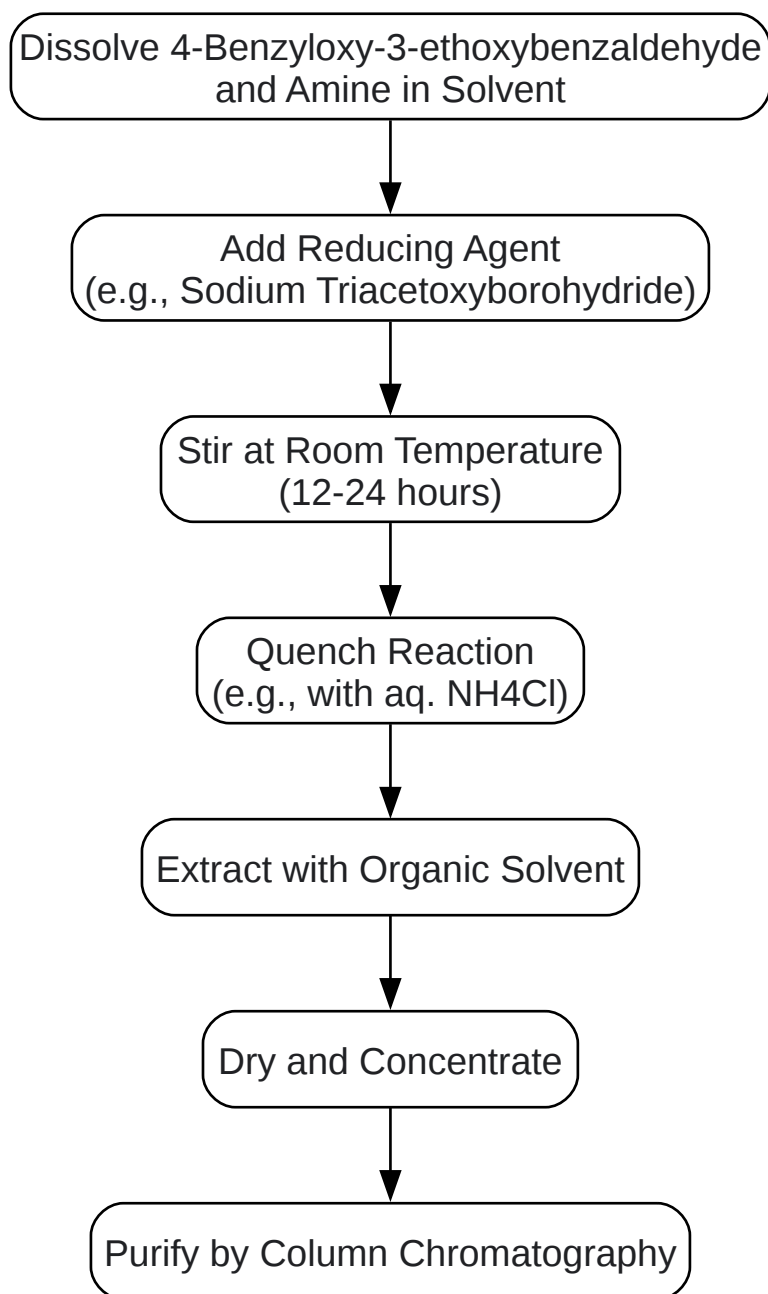 Dissolve 4-Benzyloxy-3-ethoxybenzaldehyde
and Amine in Solvent
Add Reducing Agent
(e.g., Sodium Triacetoxyborohydride)
Stir at Room Temperature
(12-24 hours)
Quench Reaction
(e.g., with aq. NH4Cl)
Extract with Organic Solvent
Dry and Concentrate
Purify by Column Chromatography